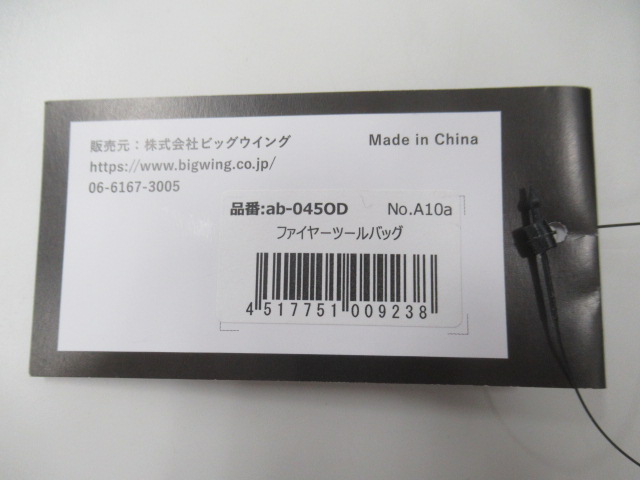 販売元：株式会社ビッグウイング
Made in China
https://www.bigwing.co.jp/
06-6167-3005
品番:ab-045OD No.A10a
ファイヤーツールバッグ
4 517751 009238